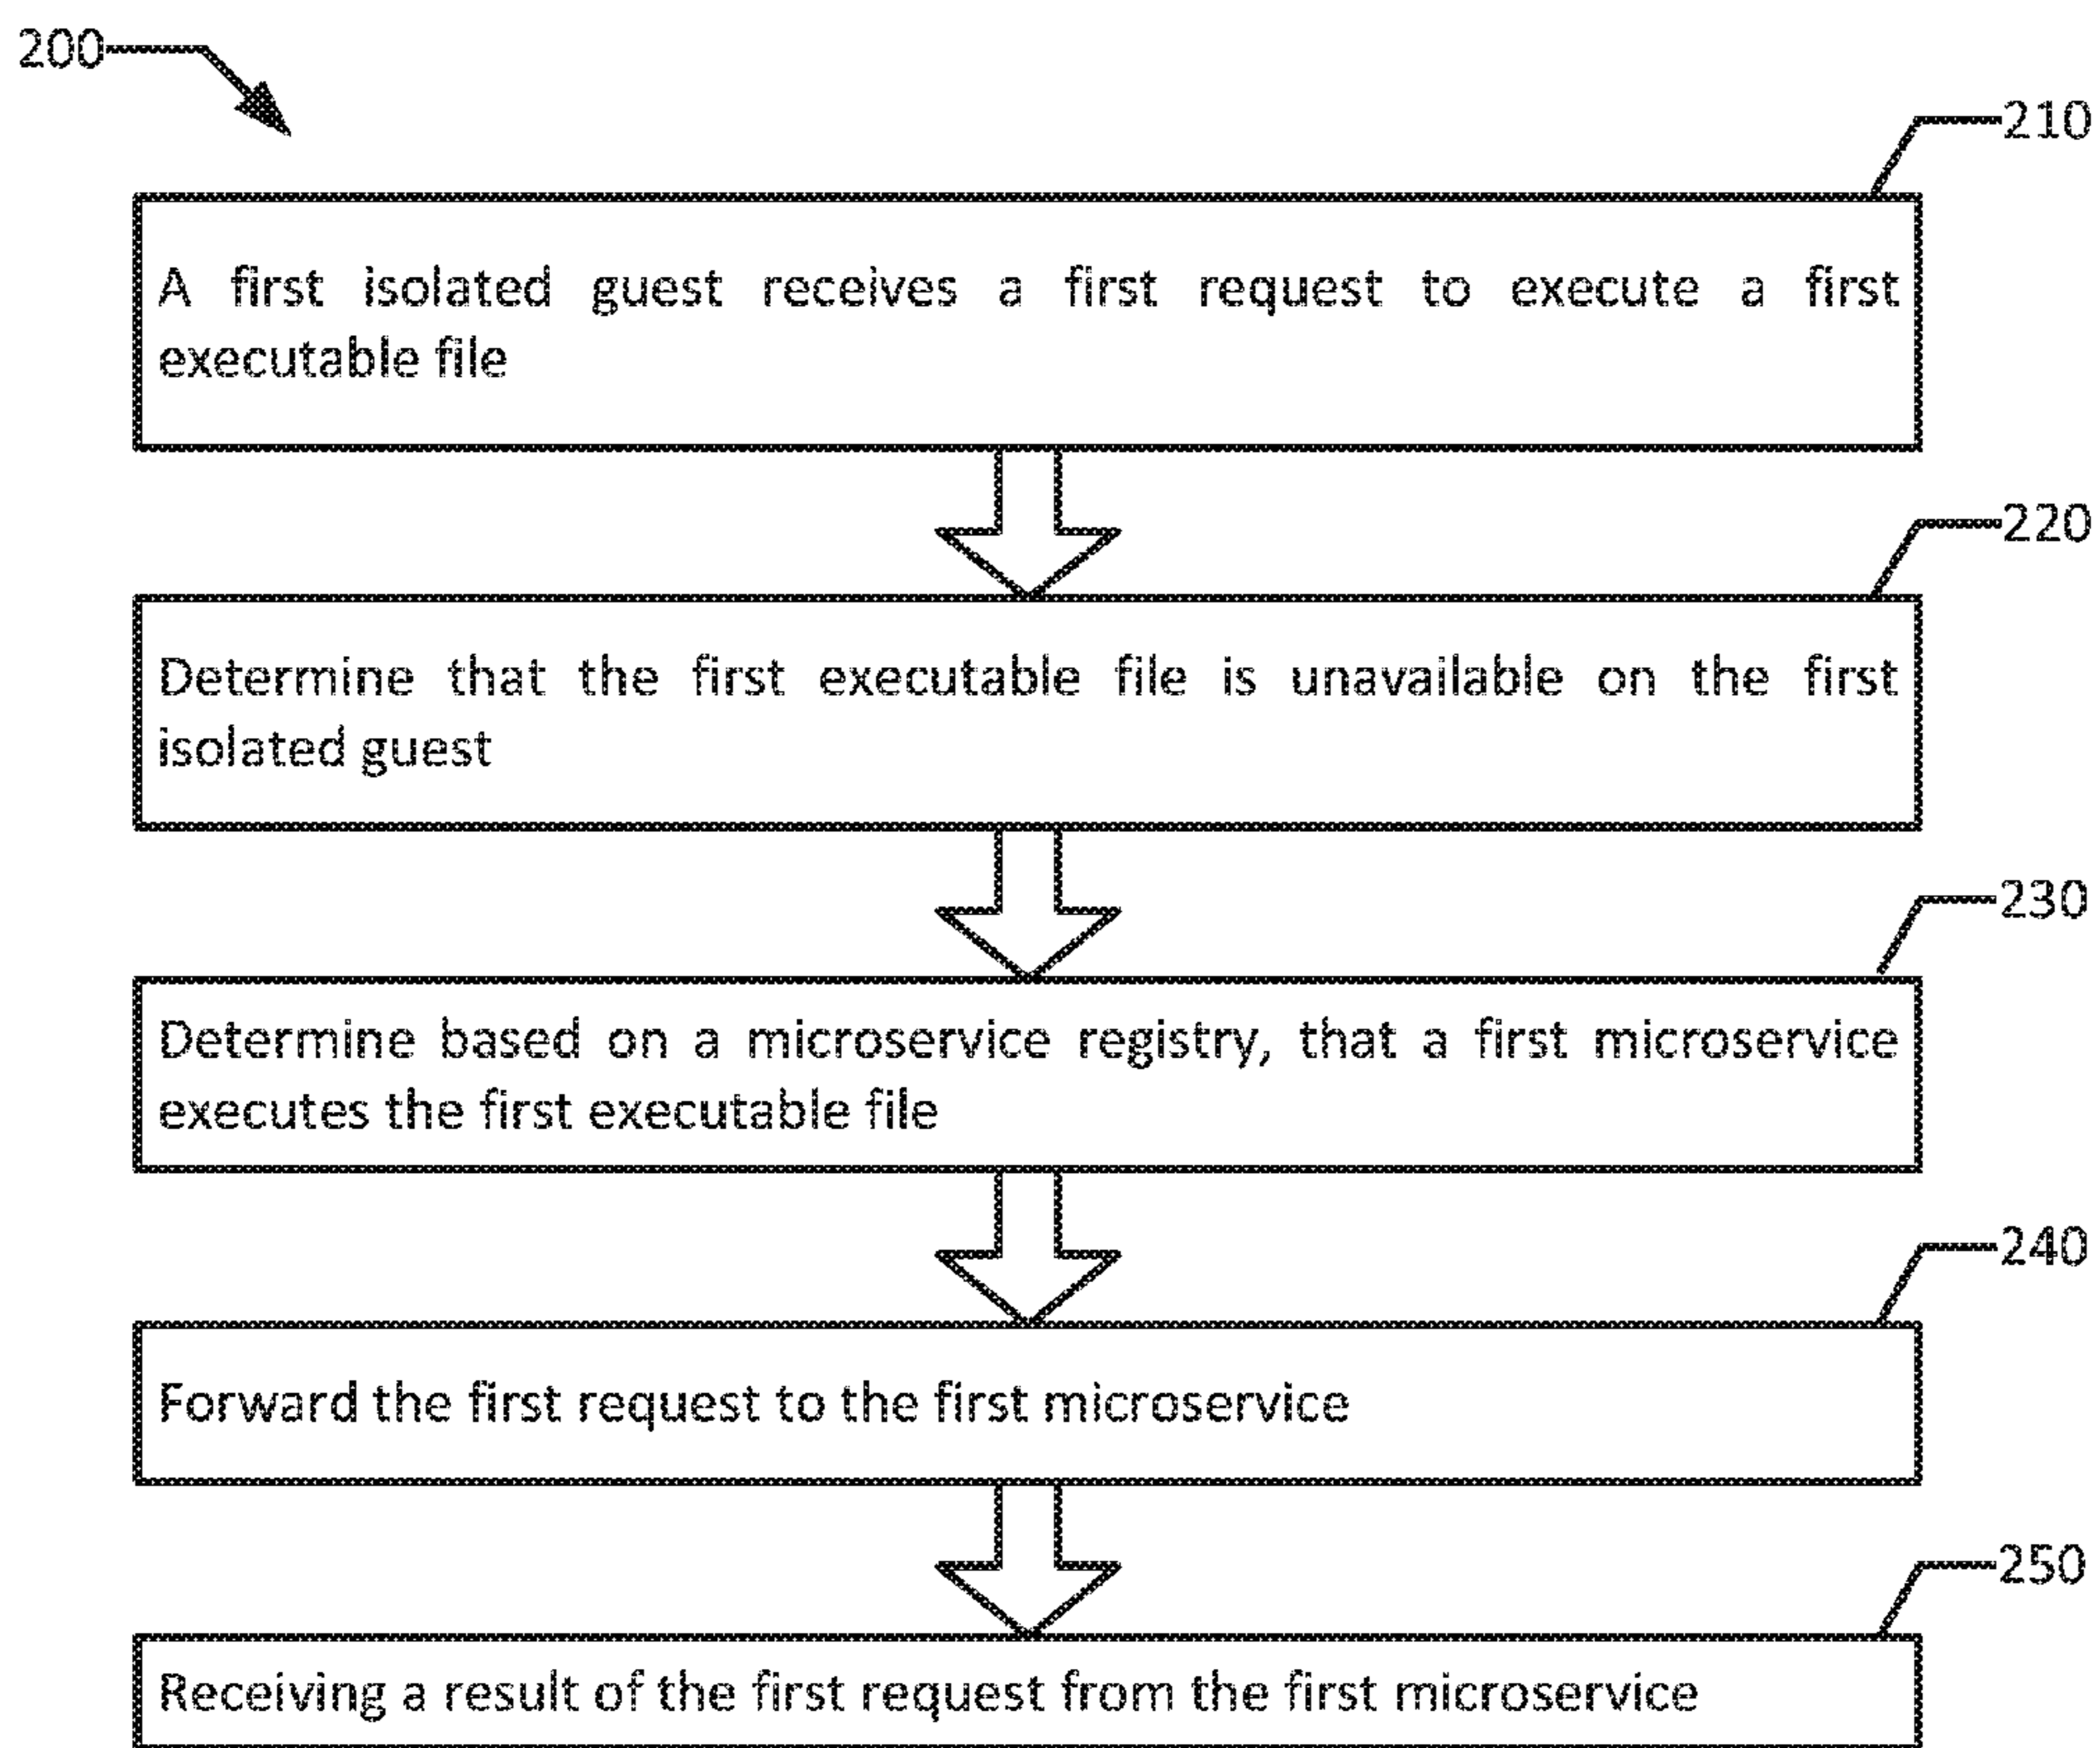 200
210
A first isolated guest receives a first request to execute a first
executable file
220
Determine that the first executable file is unavailable on the first
isolated guest
230
Determine based on a microservice registry, that a first microservice
executes the first executable file
240
Forward the first request to the first microservice
250
Receiving a result of the first request from the first microservice